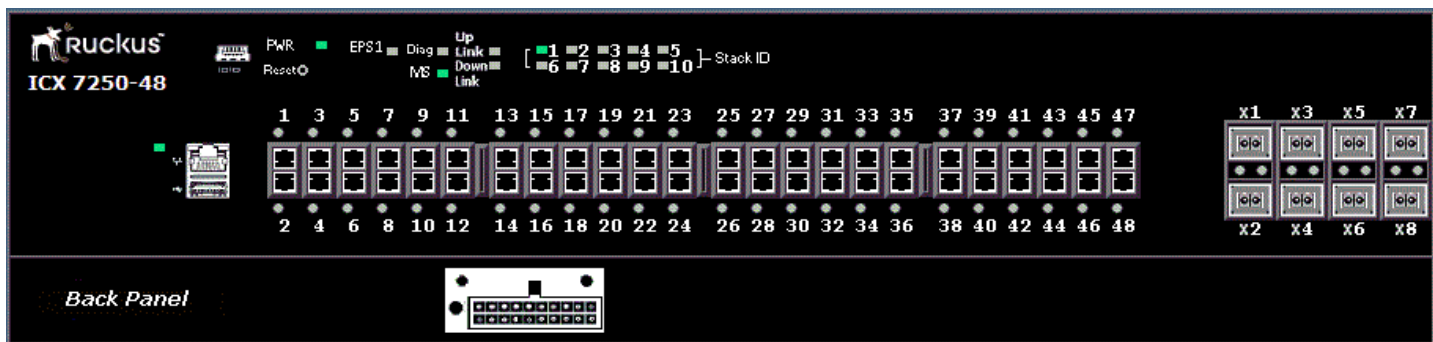 Ruckus
ICX 7250-48
PWR EPS1 Diag Up Link 1 2 3 4 5 Stack ID
Reset MS Down Link 6 7 8 9 10
1 3 5 7 9 11 13 15 17 19 21 23 25 27 29 31 33 35 37 39 41 43 45 47 X1 X3 X5 X7
2 4 6 8 10 12 14 16 18 20 22 24 26 28 30 32 34 36 38 40 42 44 46 48 X2 X4 X6 X8
Back Panel